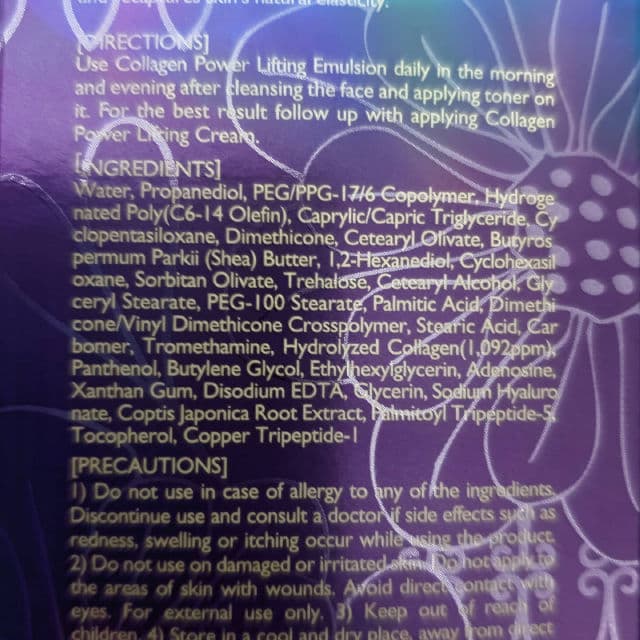 and recaptures skin's natural elasticity.
[DIRECTIONS]
Use Collagen Power Lifting Emulsion daily in the morning
and evening after cleansing the face and applying toner on
it. For the best result follow up with applying Collagen
Power Lifting Cream.
[INGREDIENTS]
Water, Propanediol, PEG/PPG-17/6 Copolymer, Hydroge
nated Poly(C6-14 Olefin), Caprylic/Capric Triglyceride, Cy
clopentasiloxane, Dimethicone, Cetearyl Olivate, Butyros
permum Parkii (Shea) Butter, 1,2-Hexanediol, Cyclohexasil
oxane, Sorbitan Olivate, Trehalose, Cetearyl Alcohol, Gly
ceryl Stearate, PEG-100 Stearate, Palmitic Acid, Dimethi
cone/Vinyl Dimethicone Crosspolymer, Stearic Acid, Car
bomer, Tromethamine, Hydrolyzed Collagen(1,092ppm),
Panthenol, Butylene Glycol, Ethylhexylglycerin, Adenosine,
Xanthan Gum, Disodium EDTA, Glycerin, Sodium Hyaluro
nate, Coptis Japonica Root Extract, Palmitoyl Tripeptide-5,
Tocopherol, Copper Tripeptide-1
[PRECAUTIONS]
1) Do not use in case of allergy to any of the ingredients.
Discontinue use and consult a doctor if side effects such as
redness, swelling or itching occur while using the product.
2) Do not use on damaged or irritated skin. Do not apply to
the areas of skin with wounds. Avoid direct contact with
eyes. For external use only. 3) Keep out of reach of
children. 4) Store in a cool and dry place, away from direct